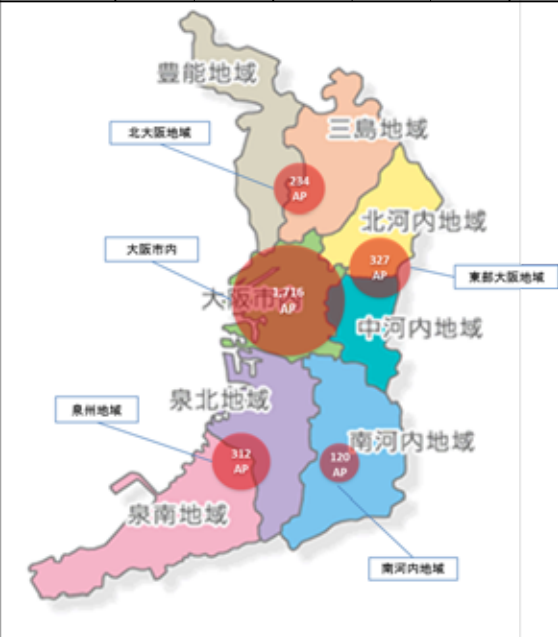 豊能地域
北大阪地域
三島地域
234
AP
北河内地域
大阪市内
327
AP
東部大阪地域
大阪市内
1,716
AP
中河内地域
泉北地域
泉州地域
南河内地域
312
AP
120
AP
泉南地域
南河内地域